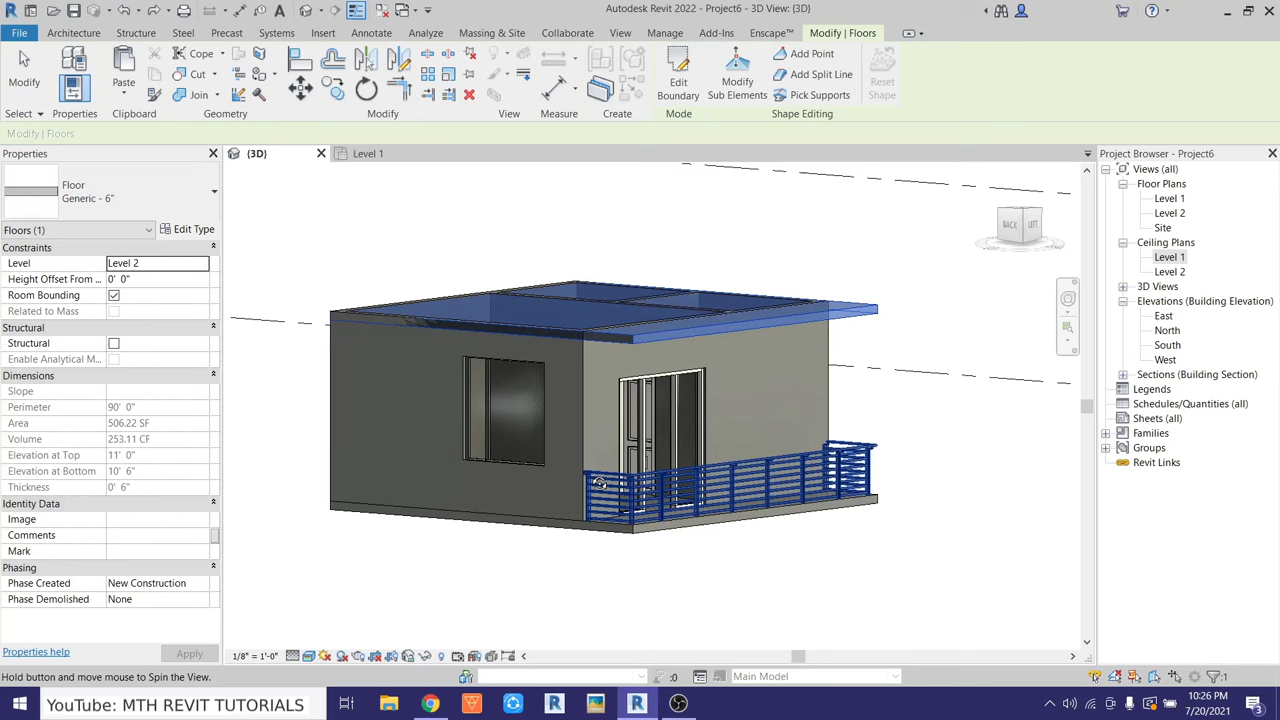 Autodesk Revit 2022 - Project6 - 3D View: {3D}
File Architecture Structure Steel Precast Systems Insert Annotate Analyze Massing & Site Collaborate View Manage Add-Ins Enscape™ Modify | Floors
Modify
Paste
Cope
Cut
Join
Edit
Boundary
Modify
Sub Elements
Add Point
Add Split Line
Pick Supports
Reset
Shape
Select Properties Clipboard Geometry Modify View Measure Create Mode Shape Editing
Modify | Floors
Properties
{3D}
Level 1
Project Browser - Project6
Floor
Generic - 6"
Floors (1) Edit Type
Constraints
Level Level 2
Height Offset From ... 0' 0"
Room Bounding
Related to Mass
Structural
Structural
Enable Analytical M...
Dimensions
Slope
Perimeter 90' 0"
Area 506.22 SF
Volume 253.11 CF
Elevation at Top 11' 0"
Elevation at Bottom 10' 6"
Thickness 0' 6"
Identity Data
Image
Comments
Mark
Phasing
Phase Created New Construction
Phase Demolished None
Properties help Apply
BACK LEFT
Views (all)
Floor Plans
Level 1
Level 2
Site
Ceiling Plans
Level 1
Level 2
3D Views
Elevations (Building Elevation)
East
North
South
West
Sections (Building Section)
Legends
Schedules/Quantities (all)
Sheets (all)
Families
Groups
Revit Links
1/8" = 1'-0"
Hold button and move mouse to Spin the View.
:0
Main Model
:1
YouTube: MTH REVIT TUTORIALS
10:26 PM
7/20/2021
3